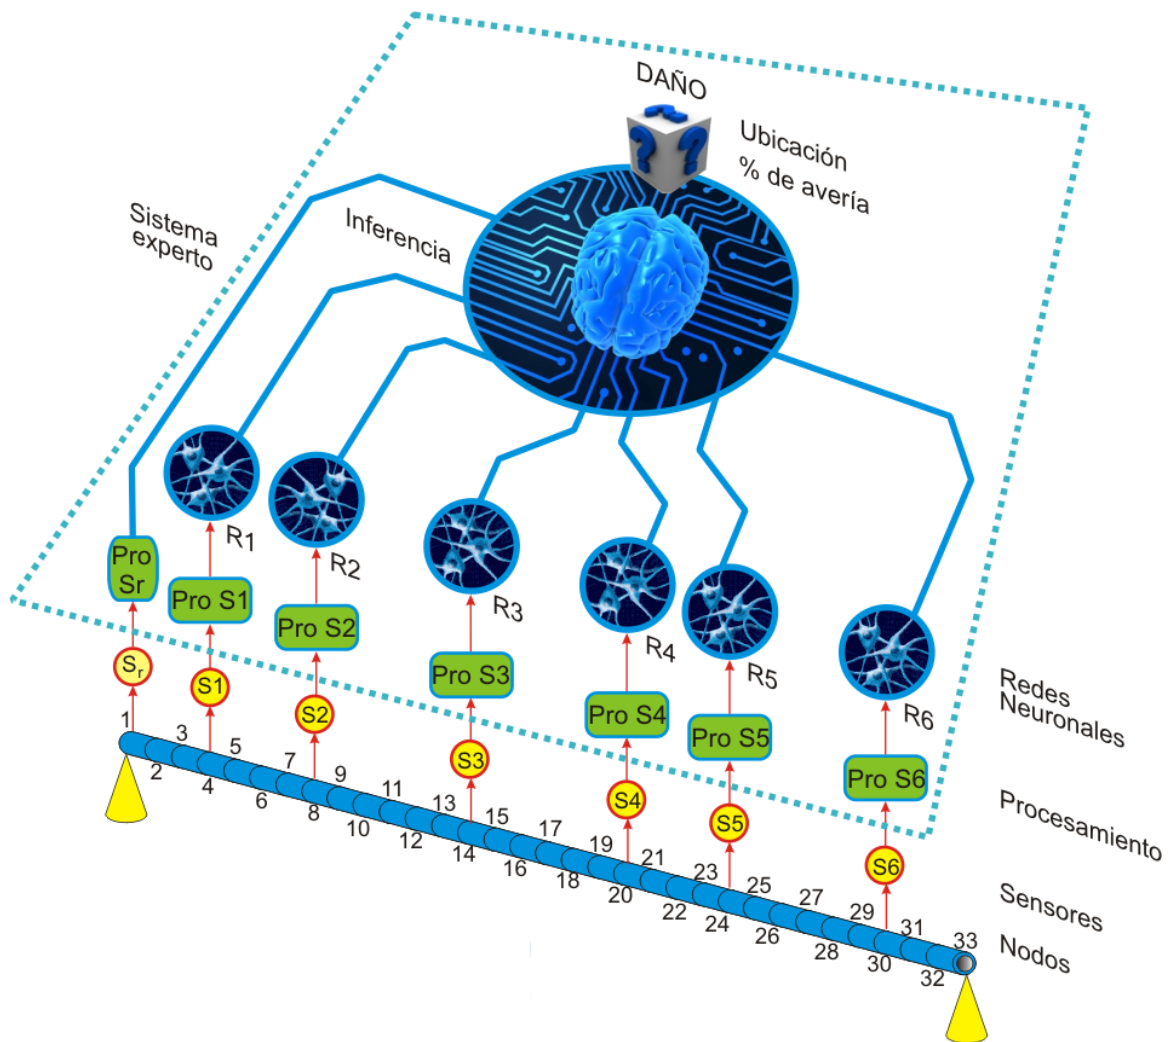 DAÑO
Ubicación
% de avería
Sistema
experto
Inferencia
R1
R2
R3
R4
R5
R6
Pro
Sr
Pro S1
Pro S2
Pro S3
Pro S4
Pro S5
Pro S6
Sr
S1
S2
S3
S4
S5
S6
Redes
Neuronales
Procesamiento
Sensores
Nodos
1
2
3
4
5
6
7
8
9
10
11
12
13
14
15
16
17
18
19
20
21
22
23
24
25
26
27
28
29
30
31
32
33
? ? ?